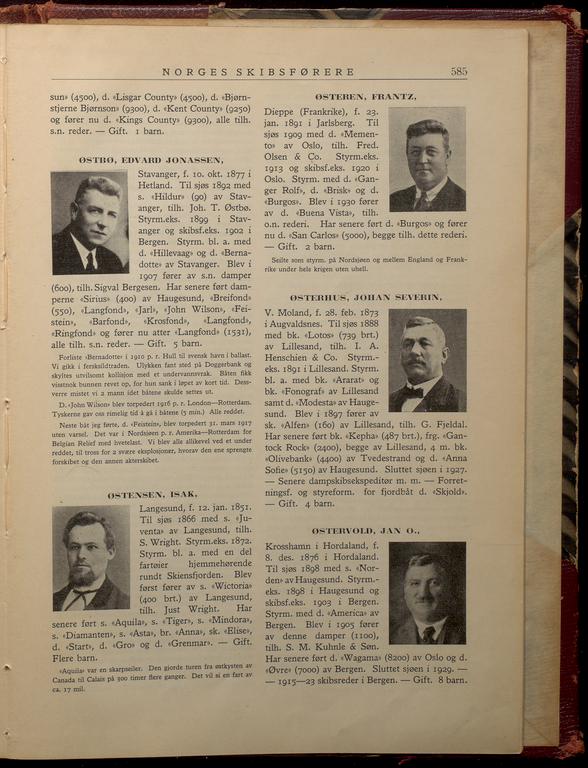 NORGES SKIBSFØRERE 585
sun» (4500), d. «Lisgar County» (4500), d. «Bjørn-
stjerne Bjørnson» (9300), d. «Kent County» (9250)
og fører nu d. «Kings County» (9300), alle tilh.
s.n. reder. — Gift. 1 barn.
ØSTBØ, EDVARD JONASSEN,
Stavanger, f. 10. okt. 1877 i
Hetland. Til sjøs 1892 med
s. «Hildur» (90) av Stav-
anger, tilh. Joh. T. Østbø.
Styrm.eks. 1899 i Stav-
anger og skibsf.eks. 1902 i
Bergen. Styrm. bl. a. med
d. «Hillevaag» og d. «Berna-
dotte» av Stavanger. Blev i
1907 fører av s.n. damper
(600), tilh. Sigval Bergesen. Har senere ført dam-
perne «Sirius» (400) av Haugesund, «Breifond»
(550), «Langfond», «Jarl», «John Wilson», «Fei-
stein», «Barfond», «Krosfond», «Langfond»,
«Ringfond» og fører nu atter «Langfond» (1531),
alle tilh. s.n. reder. — Gift. 5 barn.
Forliste «Bernadotte» i 1910 p. r. Hull til svensk havn i ballast.
Vi gikk i forskibdtraden. Ulykken fant sted på Doggerbank og
skyltes utvilsomt kollisjon med et undervannsvrak. Båten fikk
visstnok bunnen revet op, for hun sank i løpet av kort tid. Dess-
verre mistet vi 2 mann idet båtene skulde settes ut.
D. «John Wilson» blev torpedert 1916 p. r. London—Rotterdam.
Tyskerne gav oss rimelig tid å gå i båtene (5 min.) Alle reddet.
Neste båt jeg førte, d. «Feistein», blev torpedert 31. mars 1917
uten varsel. Det var i Nordsjøen p. r. Amerika—Rotterdam for
Belgian Relief med hvetelast. Vi blev alle allikevel ved et under
reddet, til tross for 2 svære eksplosjoner, hvorav den ene sprengte
forskibet og den annen akterskibet.
ØSTENSEN, ISAK,
Langesund, f. 12. jan. 1851.
Til sjøs 1866 med s. «Ju-
venta» av Langesund, tilh.
S. Wright. Styrm.eks. 1872.
Styrm. bl. a. med en del
fartøier hjemmehørende
rundt Skiensfjorden. Blev
først fører av s. «Wictoria»
(400 brt.) av Langesund,
tilh. Just Wright. Har
senere ført s. «Aquila», s. «Tiger», s. «Mindora»,
s. «Diamanten», s. «Asta», br. «Anna», sk. «Elise»,
d. «Start», d. «Gro» og d. «Grenmar». — Gift.
Flere barn.
«Aquila» var en skarpseiler. Den gjorde turen fra østkysten av
Canada til Calais på 300 timer flere ganger. Det vil si en fart av
ca. 17 mil.
ØSTEREN, FRANTZ,
Dieppe (Frankrike), f. 23.
jan. 1891 i Jarlsberg. Til
sjøs 1909 med d. «Memen-
to» av Oslo, tilh. Fred.
Olsen & Co. Styrm.eks.
1913 og skibsf.eks. 1920 i
Oslo. Styrm. med d. «Gan-
ger Rolf», d. «Brisk» og d.
«Burgos». Blev i 1930 fører
av d. «Buena Vista», tilh.
o.n. rederi. Har senere ført d. «Burgos» og fører
nu d. «San Carlos» (5000), begge tilh. dette rederi.
— Gift. 2 barn.
Seilte som styrm. på Nordsjøen og mellem England og Frank-
rike under hele krigen uten uhell.
ØSTERHUS, JOHAN SEVERIN,
V. Moland, f. 28. feb. 1873
i Augvaldsnes. Til sjøs 1888
med bk. «Lotos» (739 brt.)
av Lillesand, tilh. I. A.
Henschien & Co. Styrm.-
eks. 1891 i Lillesand. Styrm.
bl. a. med bk. «Ararat» og
bk. «Fonograf» av Lillesand
samt d. «Modesta» av Hauge-
sund. Blev i 1897 fører av
sk. «Alfen» (160) av Lillesand, tilh. G. Fjeldal.
Har senere ført bk. «Kepha» (487 brt.), frg. «Gan-
tock Rock» (2400), begge av Lillesand, 4 m. bk.
«Olivebank» (4400) av Tvedestrand og d. «Anna
Sofie» (5150) av Haugesund. Sluttet sjøen i 1927.
— Senere dampskibsekspeditør m. m. — Forret-
ningsf. og styreform. for fjordbåt d. «Skjold».
— Gift. 4 barn.
ØSTERVOLD, JAN O.,
Krosshamn i Hordaland, f.
8. des. 1876 i Hordaland.
Til sjøs 1898 med s. «Nor-
den» av Haugesund. Styrm.-
eks. 1898 i Haugesund og
skibsf.eks. 1903 i Bergen.
Styrm. med d. «America» av
Bergen. Blev i 1905 fører
av denne damper (1100),
tilh. S. M. Kuhnle & Søn.
Har senere ført d. «Wagama» (8200) av Oslo og d.
«Øvre» (7000) av Bergen. Sluttet sjøen i 1929. —
— 1915—23 skibsreder i Bergen. — Gift. 8 barn.